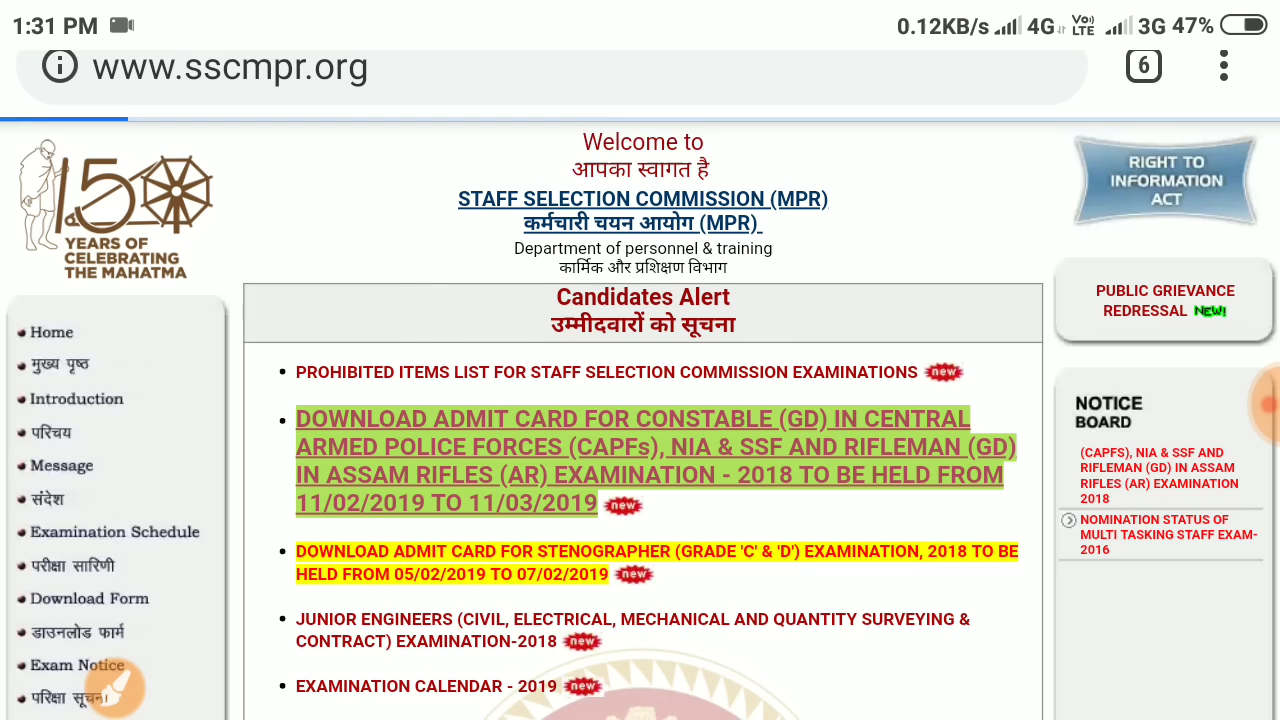 1:31 PM
0.12KB/s 4G VoLTE 3G 47%
www.sscmpr.org
6
150
YEARS OF
CELEBRATING
THE MAHATMA
Welcome to
आपका स्वागत है
STAFF SELECTION COMMISSION (MPR)
कर्मचारी चयन आयोग (MPR)
Department of personnel & training
कार्मिक और प्रशिक्षण विभाग
RIGHT TO
INFORMATION
ACT
Home
मुख्य पृष्ठ
Introduction
परिचय
Message
संदेश
Examination Schedule
परीक्षा सारिणी
Download Form
डाउनलोड फार्म
Exam Notice
परिक्षा सूचना
Candidates Alert
उम्मीदवारों को सूचना
PROHIBITED ITEMS LIST FOR STAFF SELECTION COMMISSION EXAMINATIONS new
DOWNLOAD ADMIT CARD FOR CONSTABLE (GD) IN CENTRAL
ARMED POLICE FORCES (CAPFs), NIA & SSF AND RIFLEMAN (GD)
IN ASSAM RIFLES (AR) EXAMINATION - 2018 TO BE HELD FROM
11/02/2019 TO 11/03/2019 new
DOWNLOAD ADMIT CARD FOR STENOGRAPHER (GRADE 'C' & 'D') EXAMINATION, 2018 TO BE
HELD FROM 05/02/2019 TO 07/02/2019 new
JUNIOR ENGINEERS (CIVIL, ELECTRICAL, MECHANICAL AND QUANTITY SURVEYING &
CONTRACT) EXAMINATION-2018 new
EXAMINATION CALENDAR - 2019 new
PUBLIC GRIEVANCE
REDRESSAL NEW!
NOTICE
BOARD
(CAPFS), NIA & SSF AND
RIFLEMAN (GD) IN ASSAM
RIFLES (AR) EXAMINATION
2018
NOMINATION STATUS OF
MULTI TASKING STAFF EXAM-
2016